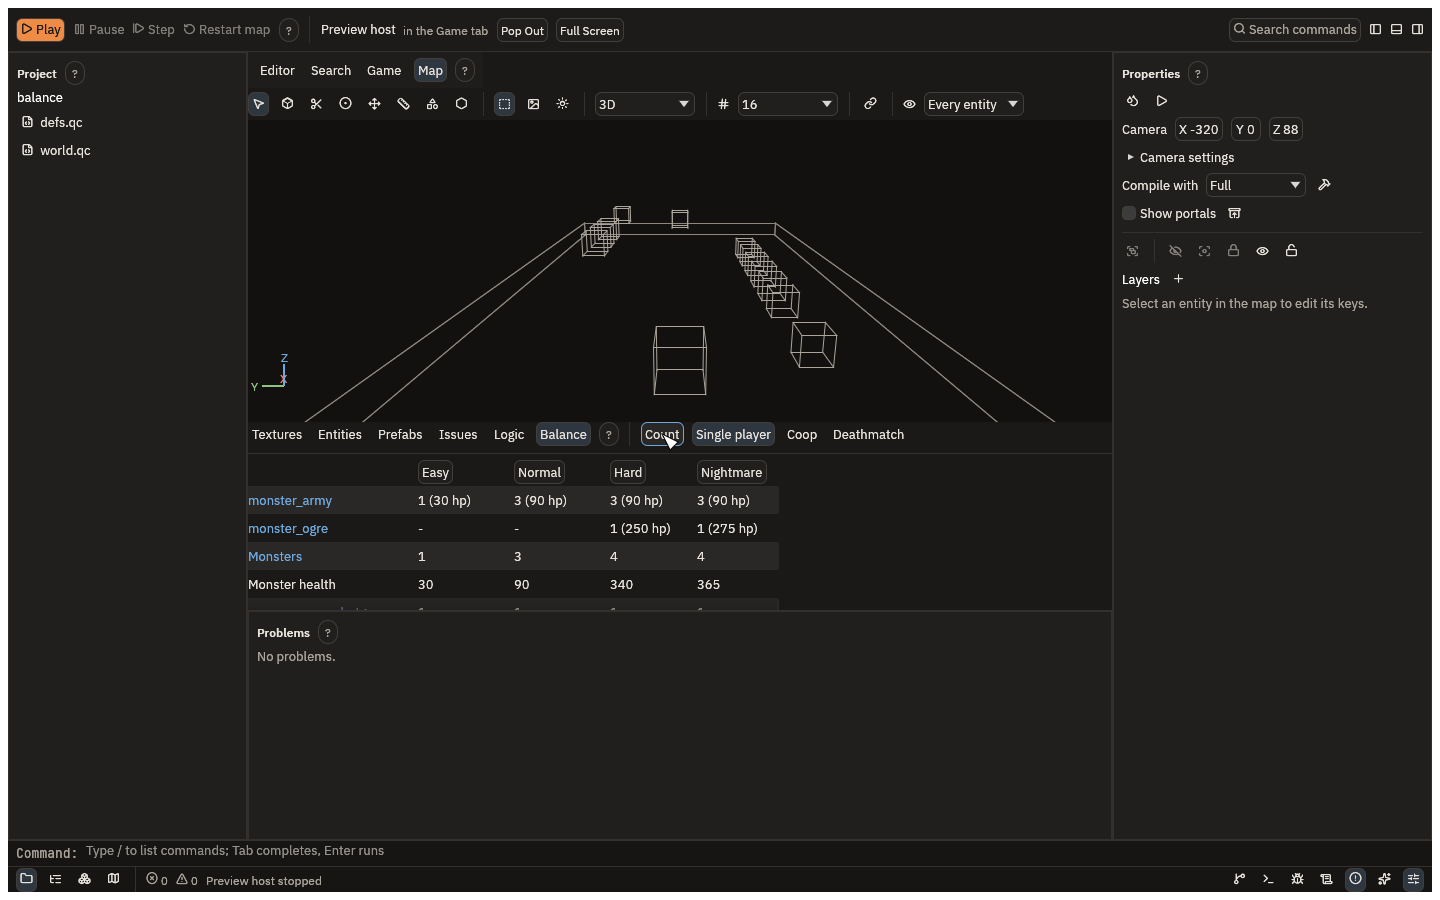 Play Pause Step Restart map ? Preview host in the Game tab Pop Out Full Screen Search commands
Project ?
balance
defs.qc
world.qc
Editor Search Game Map ?
3D # 16 Every entity
Z
X
Y
Textures Entities Prefabs Issues Logic Balance ? Count Single player Coop Deathmatch
Easy Normal Hard Nightmare
monster_army 1 (30 hp) 3 (90 hp) 3 (90 hp) 3 (90 hp)
monster_ogre - - 1 (250 hp) 1 (275 hp)
Monsters 1 3 4 4
Monster health 30 90 340 365
Problems ?
No problems.
Properties ?
Camera X -320 Y 0 Z 88
Camera settings
Compile with Full
Show portals
Layers +
Select an entity in the map to edit its keys.
Command: Type / to list commands; Tab completes, Enter runs
0 0 Preview host stopped